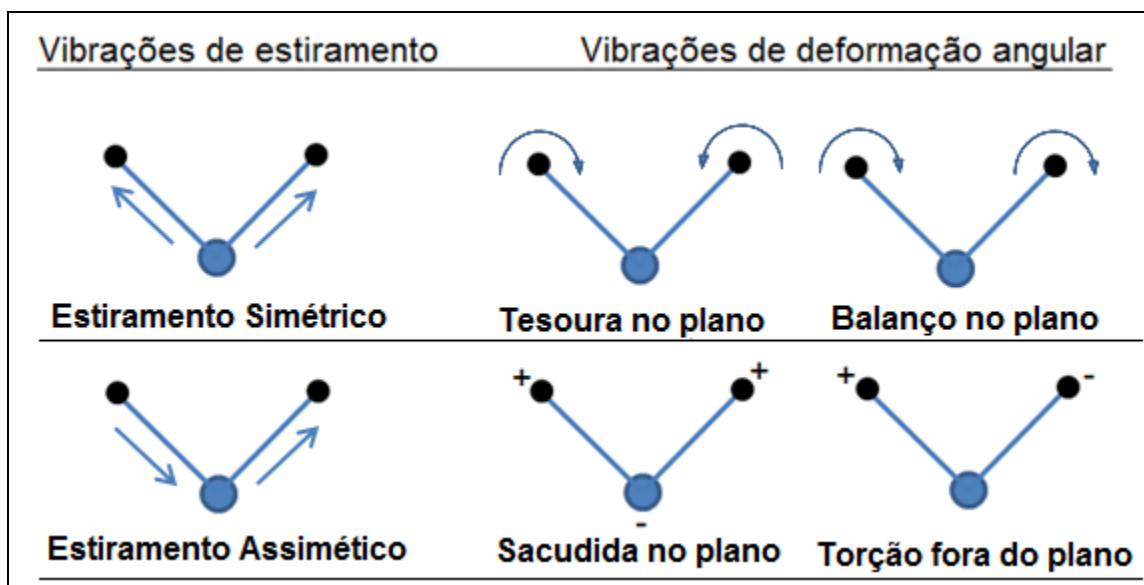 Vibrações de estiramento Vibrações de deformação angular
Estiramento Simétrico Tesoura no plano Balanço no plano
+ + + -
-
Estiramento Assimético Sacudida no plano Torção fora do plano